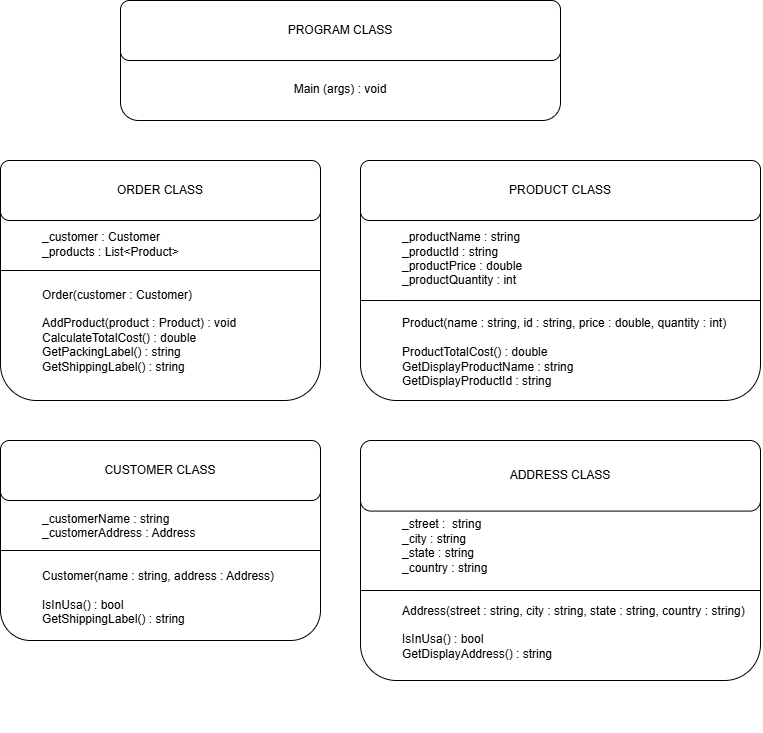 PROGRAM CLASS
Main (args) : void
ORDER CLASS
_customer : Customer
_products : List<Product>
Order(customer : Customer)
AddProduct(product : Product) : void
CalculateTotalCost() : double
GetPackingLabel() : string
GetShippingLabel() : string
PRODUCT CLASS
_productName : string
_productId : string
_productPrice : double
_productQuantity : int
Product(name : string, id : string, price : double, quantity : int)
ProductTotalCost() : double
GetDisplayProductName : string
GetDisplayProductId : string
CUSTOMER CLASS
_customerName : string
_customerAddress : Address
Customer(name : string, address : Address)
IsInUsa() : bool
GetShippingLabel() : string
ADDRESS CLASS
_street :  string
_city : string
_state : string
_country : string
Address(street : string, city : string, state : string, country : string)
IsInUsa() : bool
GetDisplayAddress() : string